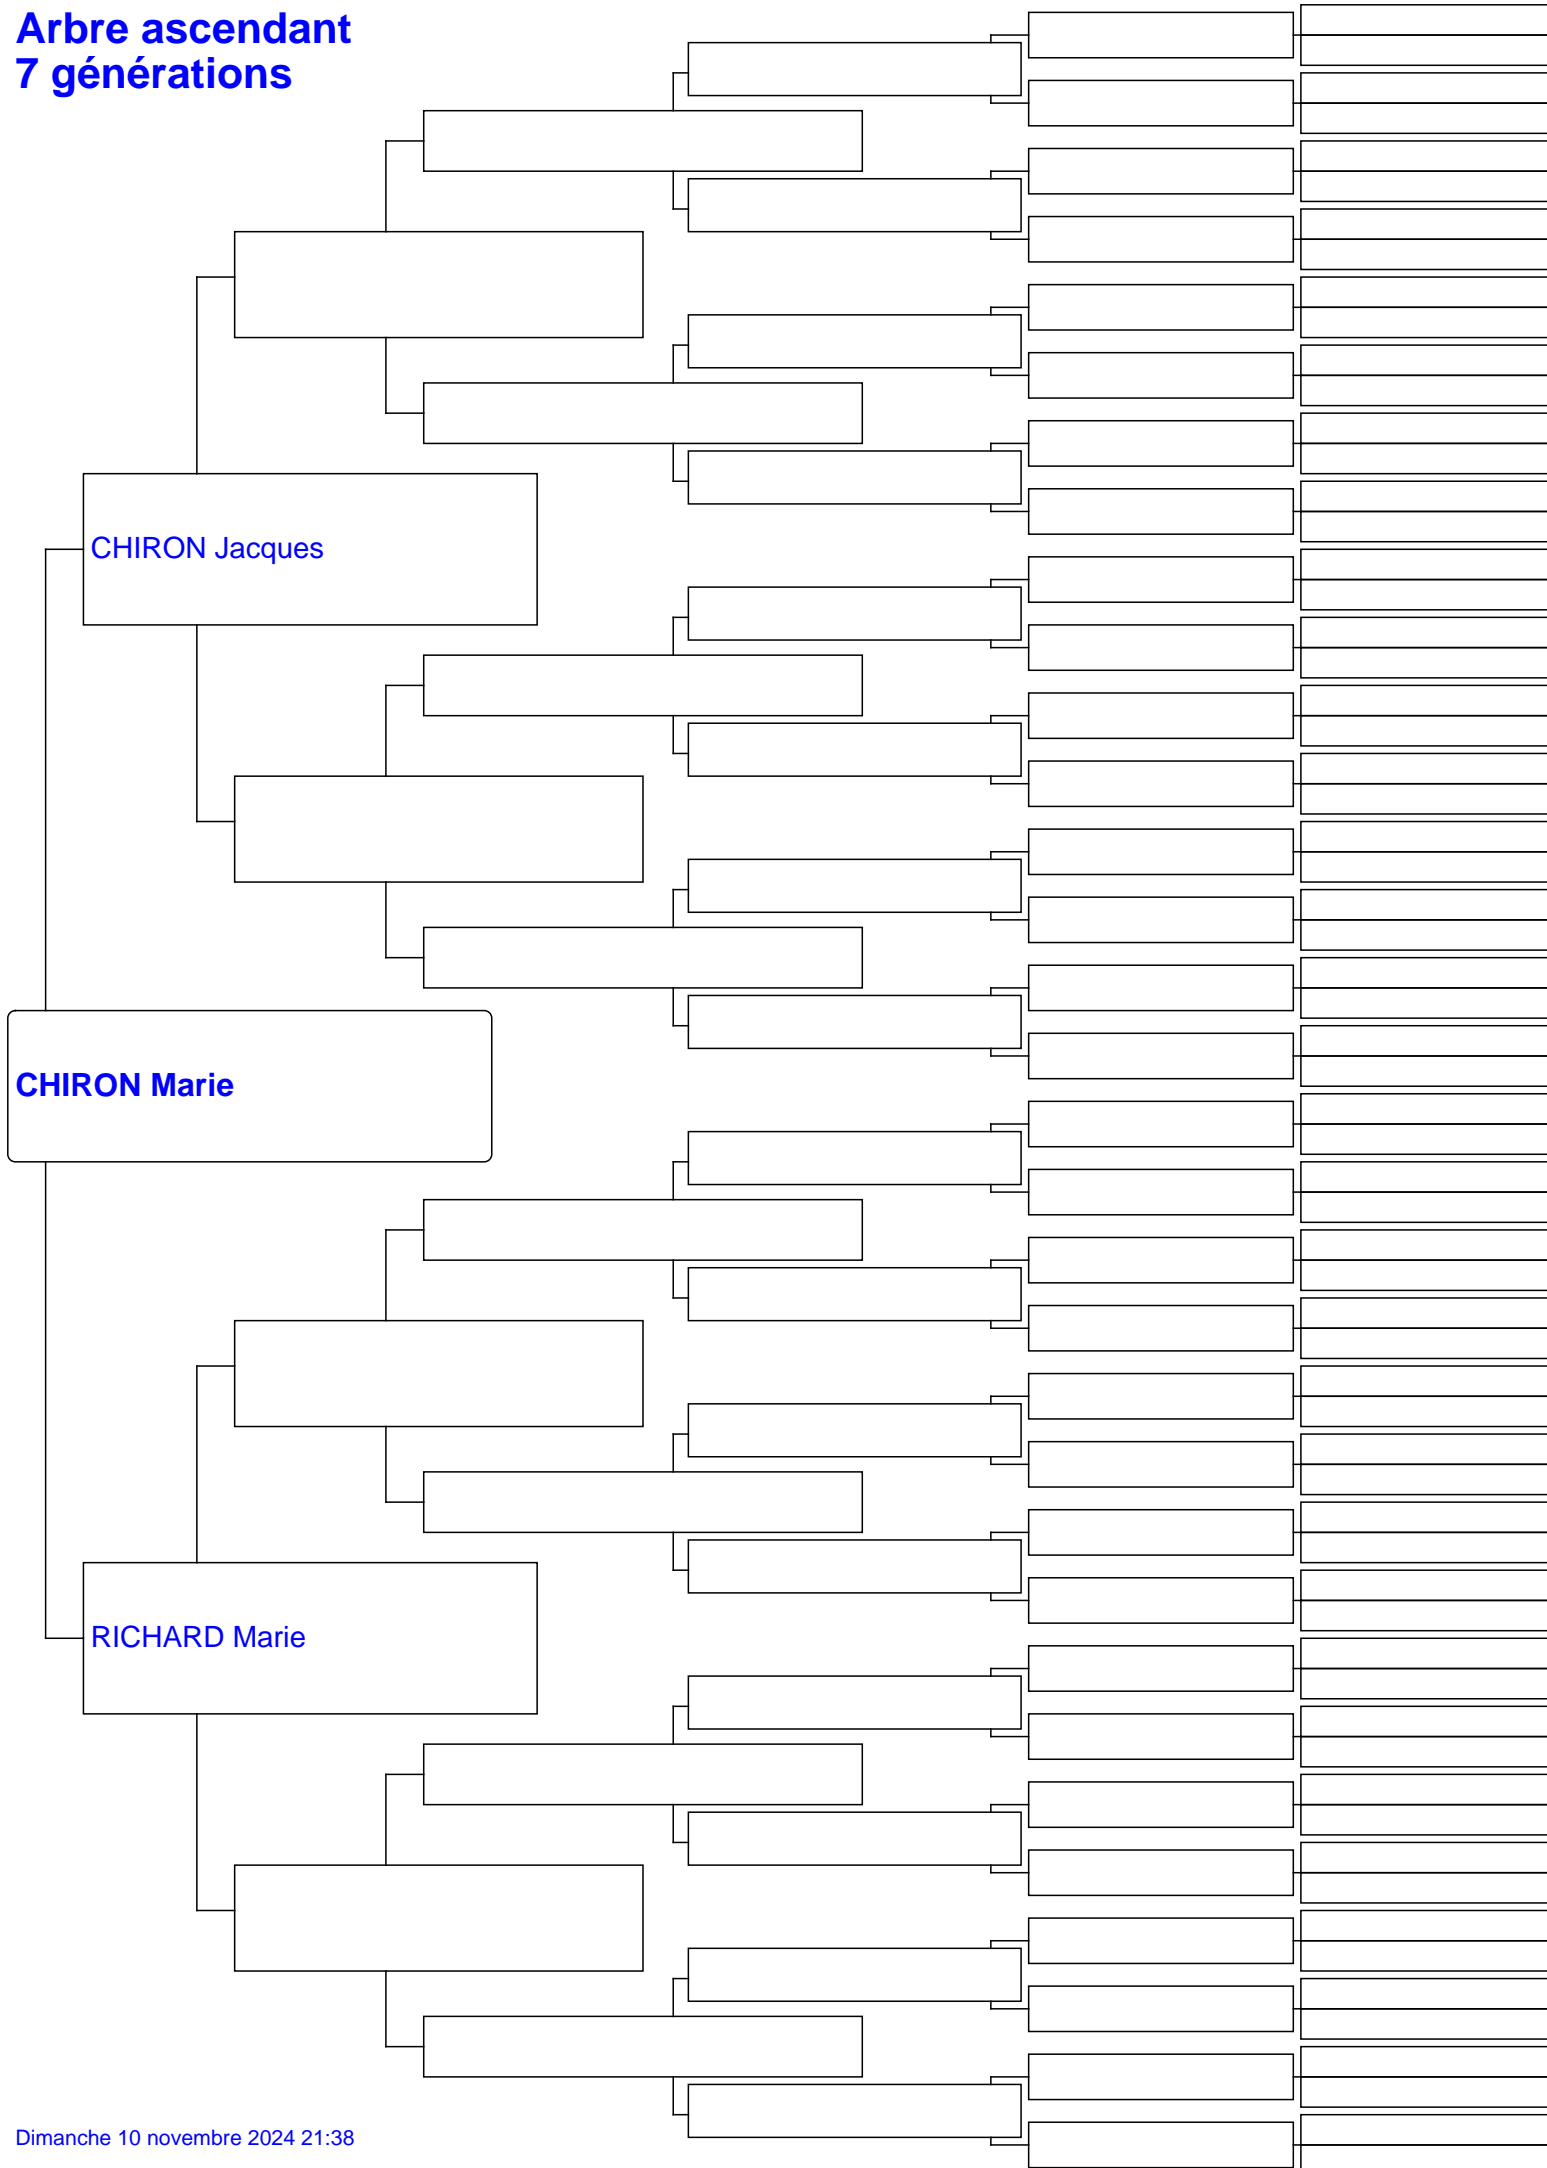 Arbre ascendant
7 générations
CHIRON Jacques
CHIRON Marie
RICHARD Marie
Dimanche 10 novembre 2024 21:38